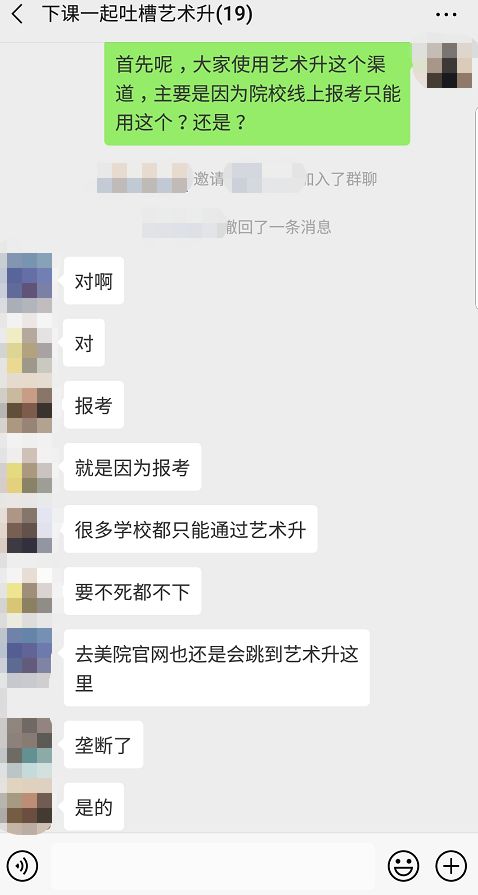 下课一起吐槽艺术升(19)
首先呢，大家使用艺术升这个渠
道，主要是因为院校线上报考只能
用这个？还是？
邀请 加入了群聊
撤回了一条消息
对啊
对
报考
就是因为报考
很多学校都只能通过艺术升
要不死都不下
去美院官网也还是会跳到艺术升这
里
垄断了
是的